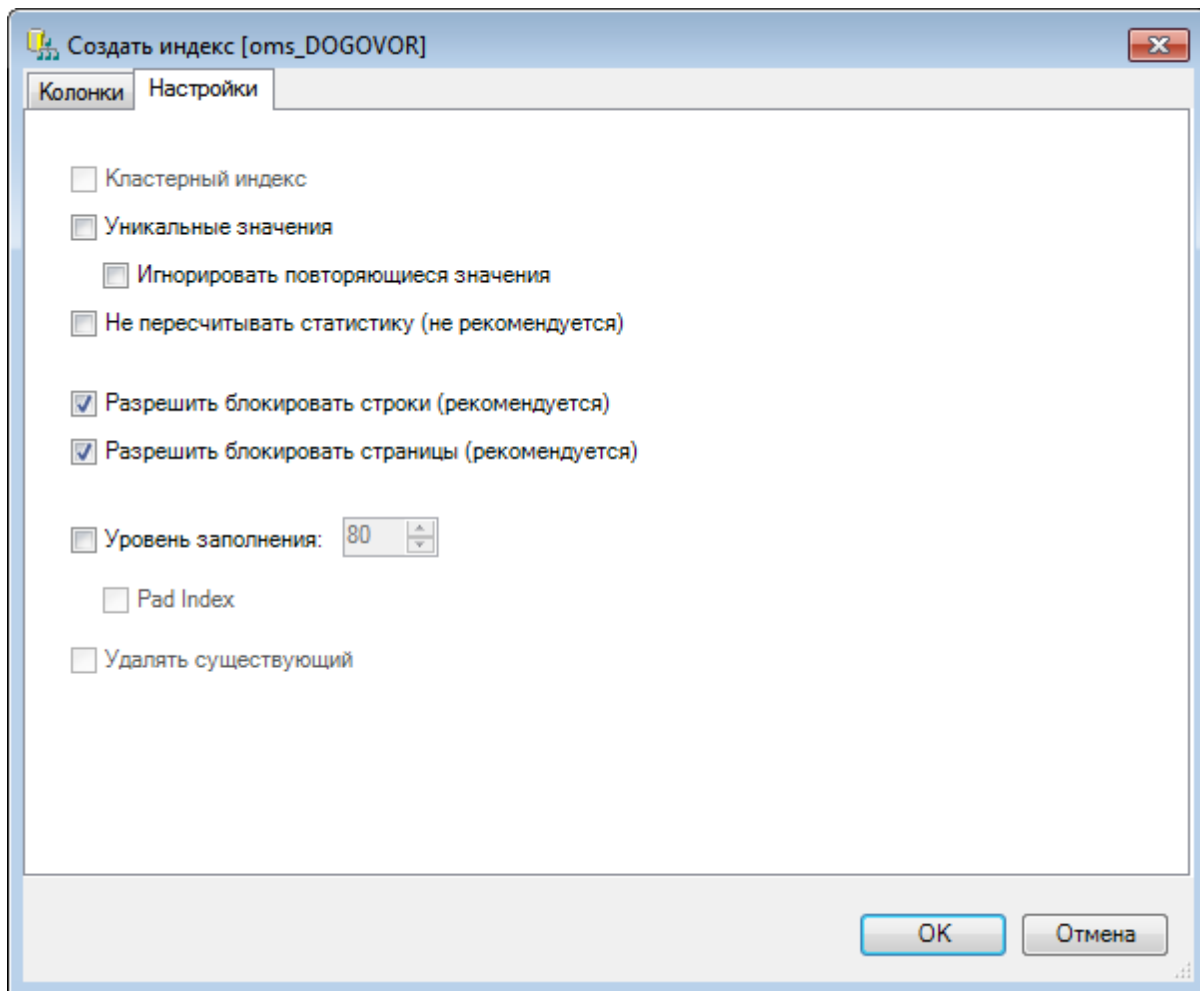 Создать индекс [oms_DOGOVOR]
Колонки Настройки
Кластерный индекс
Уникальные значения
Игнорировать повторяющиеся значения
Не пересчитывать статистику (не рекомендуется)
Разрешить блокировать строки (рекомендуется)
Разрешить блокировать страницы (рекомендуется)
Уровень заполнения: 80
Pad Index
Удалять существующий
OK Отмена